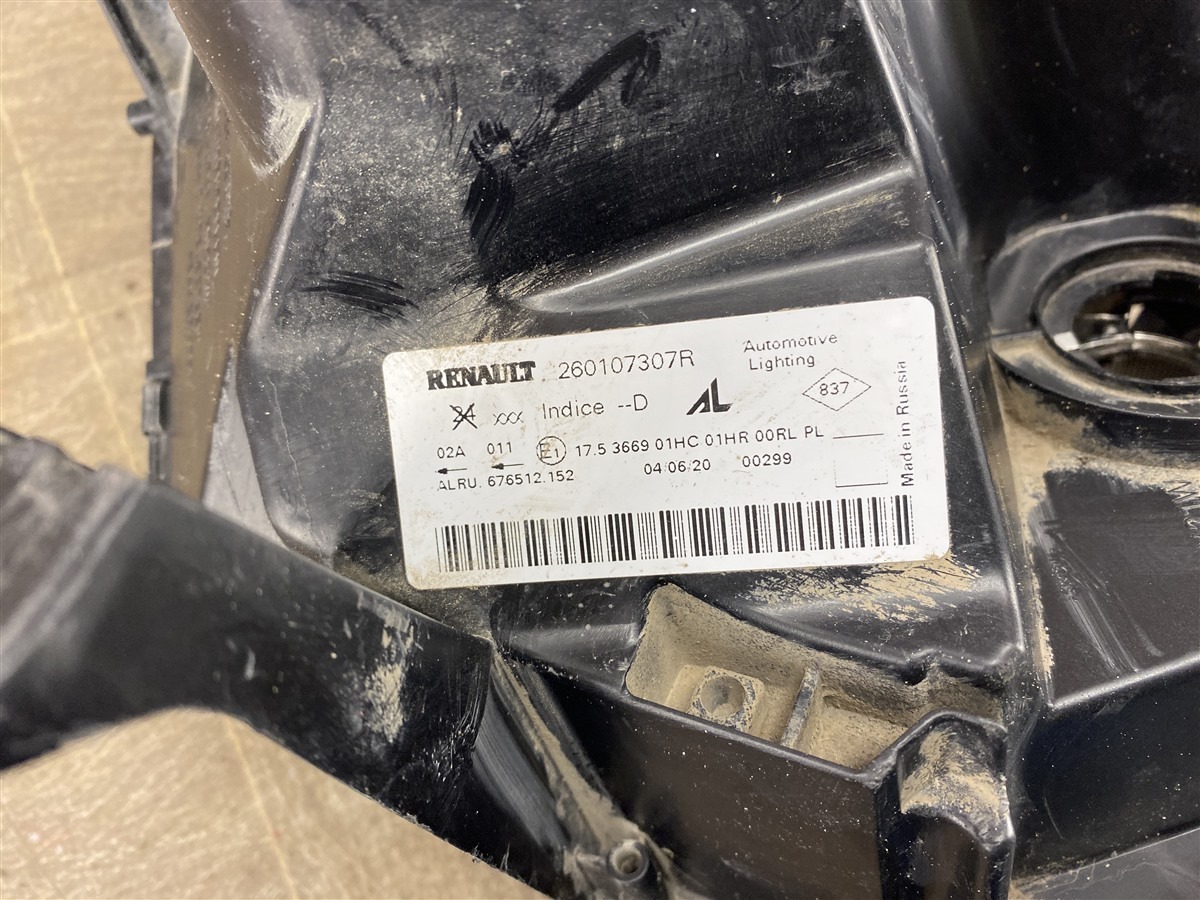 RENAULT 260107307R
Automotive
Lighting
24 xxx Indice --D AL 837
02A 011 E1 17.5 3669 01HC 01HR 00RL PL
ALRU. 676512.152 04/06/20 00299
Made in Russia